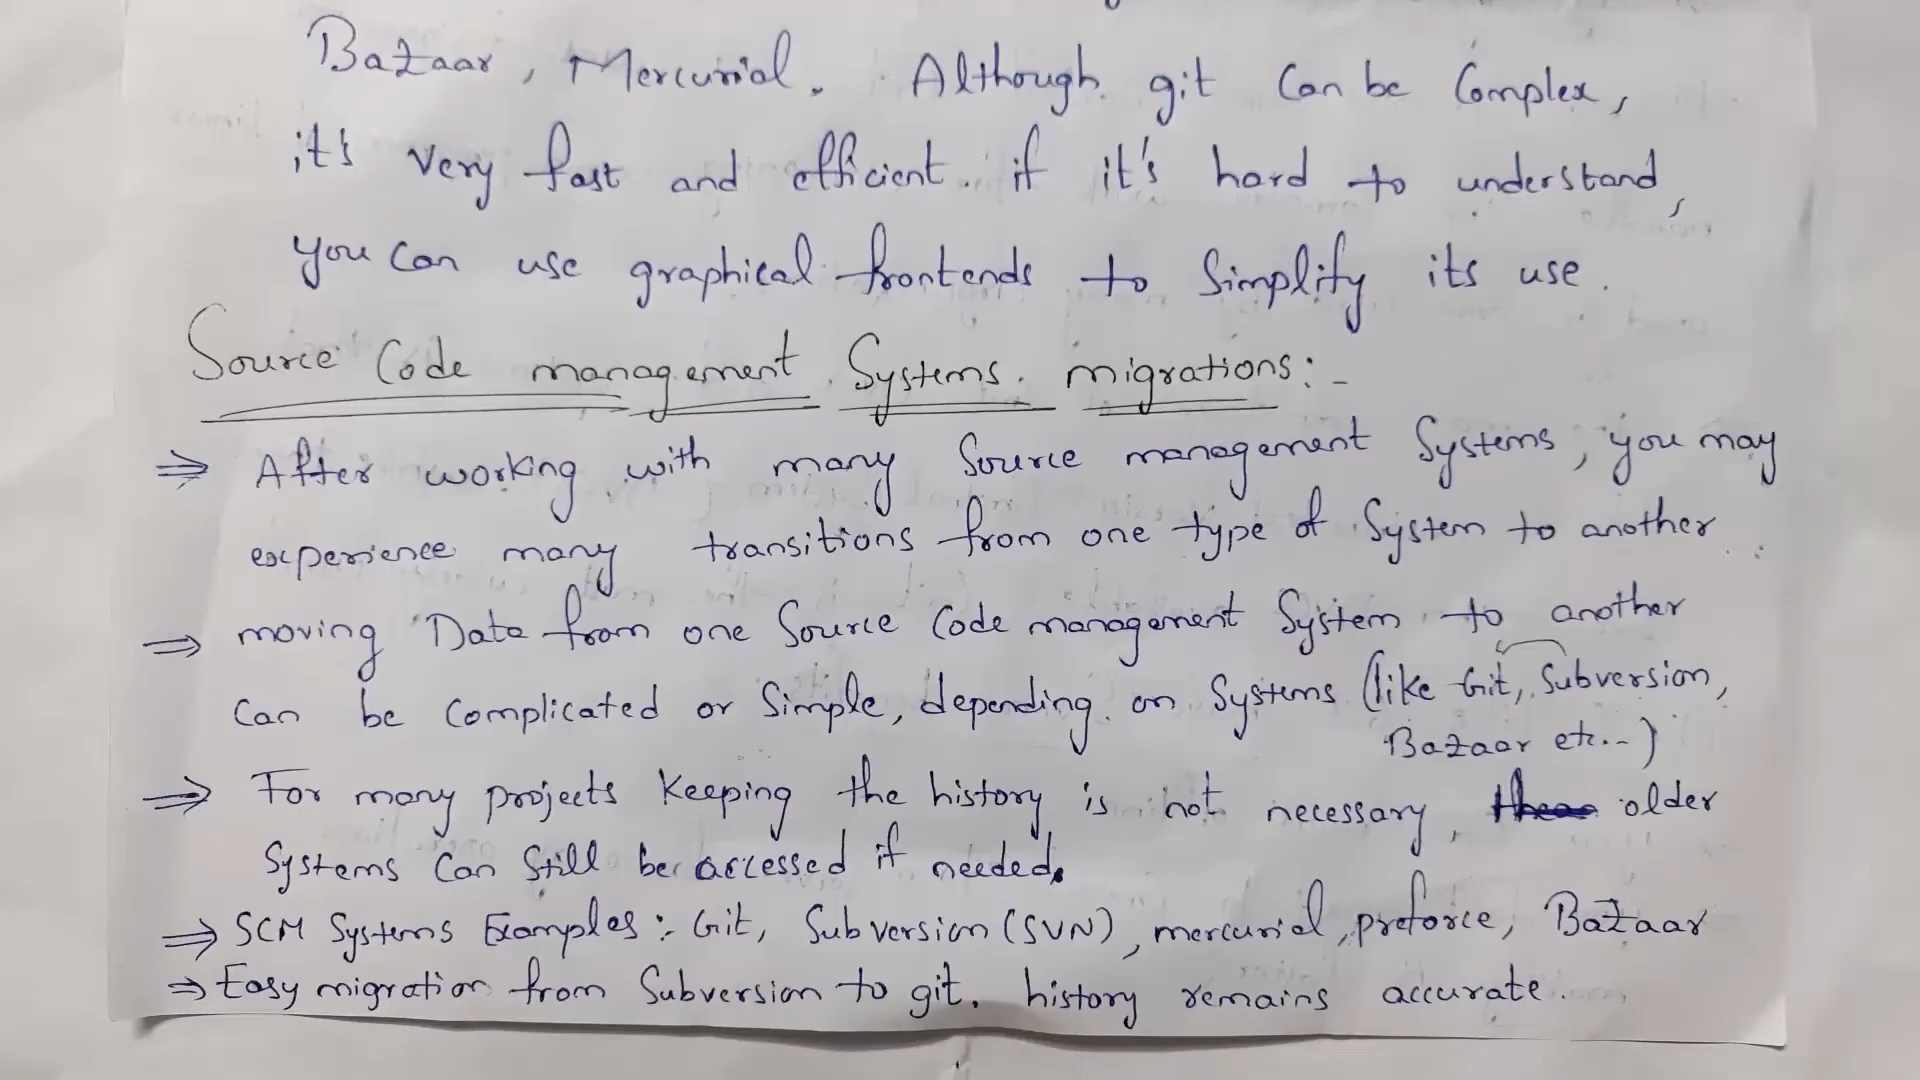 Bazaar, Mercurial. Although git can be complex,
it's very fast and efficient. if it's hard to understand,
you can use graphical frontends to simplify its use.
Source Code management Systems migrations:-
⇒ After working with many source management systems, you may
experience many transitions from one type of system to another
⇒ moving Data from one source code management system to another
can be complicated or simple, depending on systems (like Git, Subversion,
Bazaar etc..)
⇒ For many projects keeping the history is not necessary, older
systems can still be accessed if needed.
⇒ SCM Systems Examples:- Git, Subversion (SVN), mercurial, preforce, Bazaar
⇒ Easy migration from Subversion to git. history remains accurate.